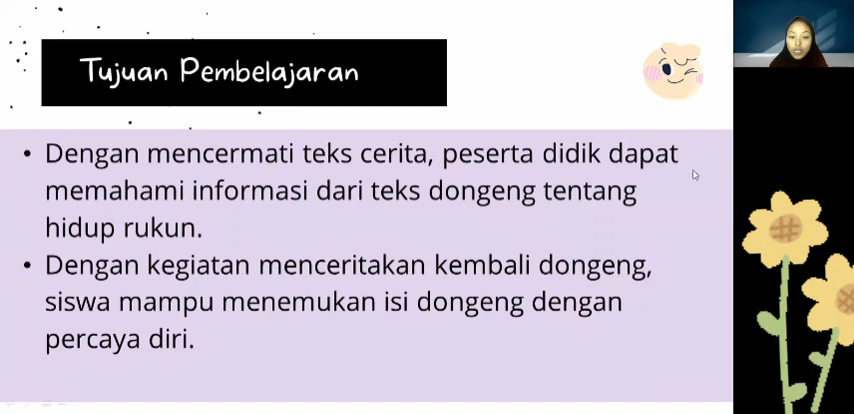 Tujuan Pembelajaran
• Dengan mencermati teks cerita, peserta didik dapat
memahami informasi dari teks dongeng tentang
hidup rukun.
• Dengan kegiatan menceritakan kembali dongeng,
siswa mampu menemukan isi dongeng dengan
percaya diri.